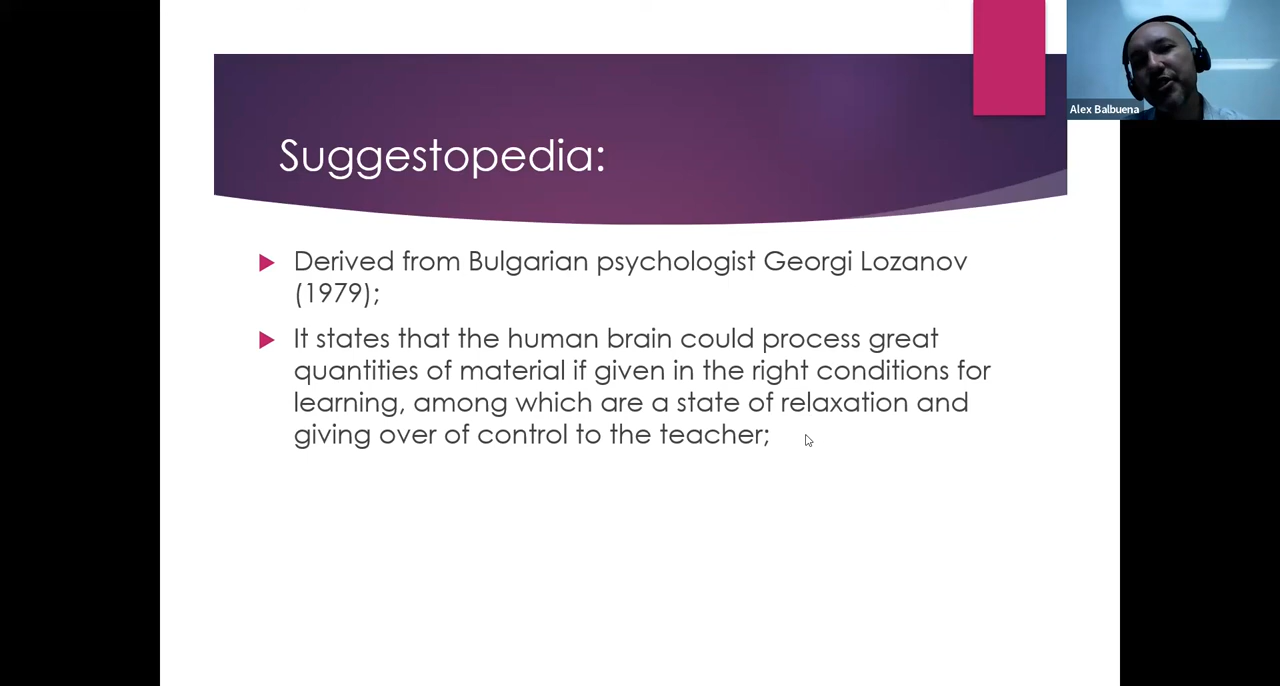 Alex Balbuena
Suggestopedia:
Derived from Bulgarian psychologist Georgi Lozanov
(1979);
It states that the human brain could process great
quantities of material if given in the right conditions for
learning, among which are a state of relaxation and
giving over of control to the teacher;